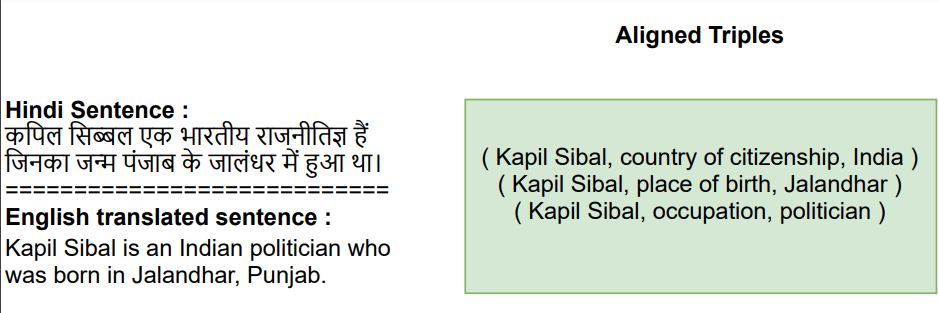 Aligned Triples
Hindi Sentence :
कपिल सिब्बल एक भारतीय राजनीतिज्ञ हैं
जिनका जन्म पंजाब के जालंधर में हुआ था।
============================
English translated sentence :
Kapil Sibal is an Indian politician who
was born in Jalandhar, Punjab.
( Kapil Sibal, country of citizenship, India )
( Kapil Sibal, place of birth, Jalandhar )
( Kapil Sibal, occupation, politician )